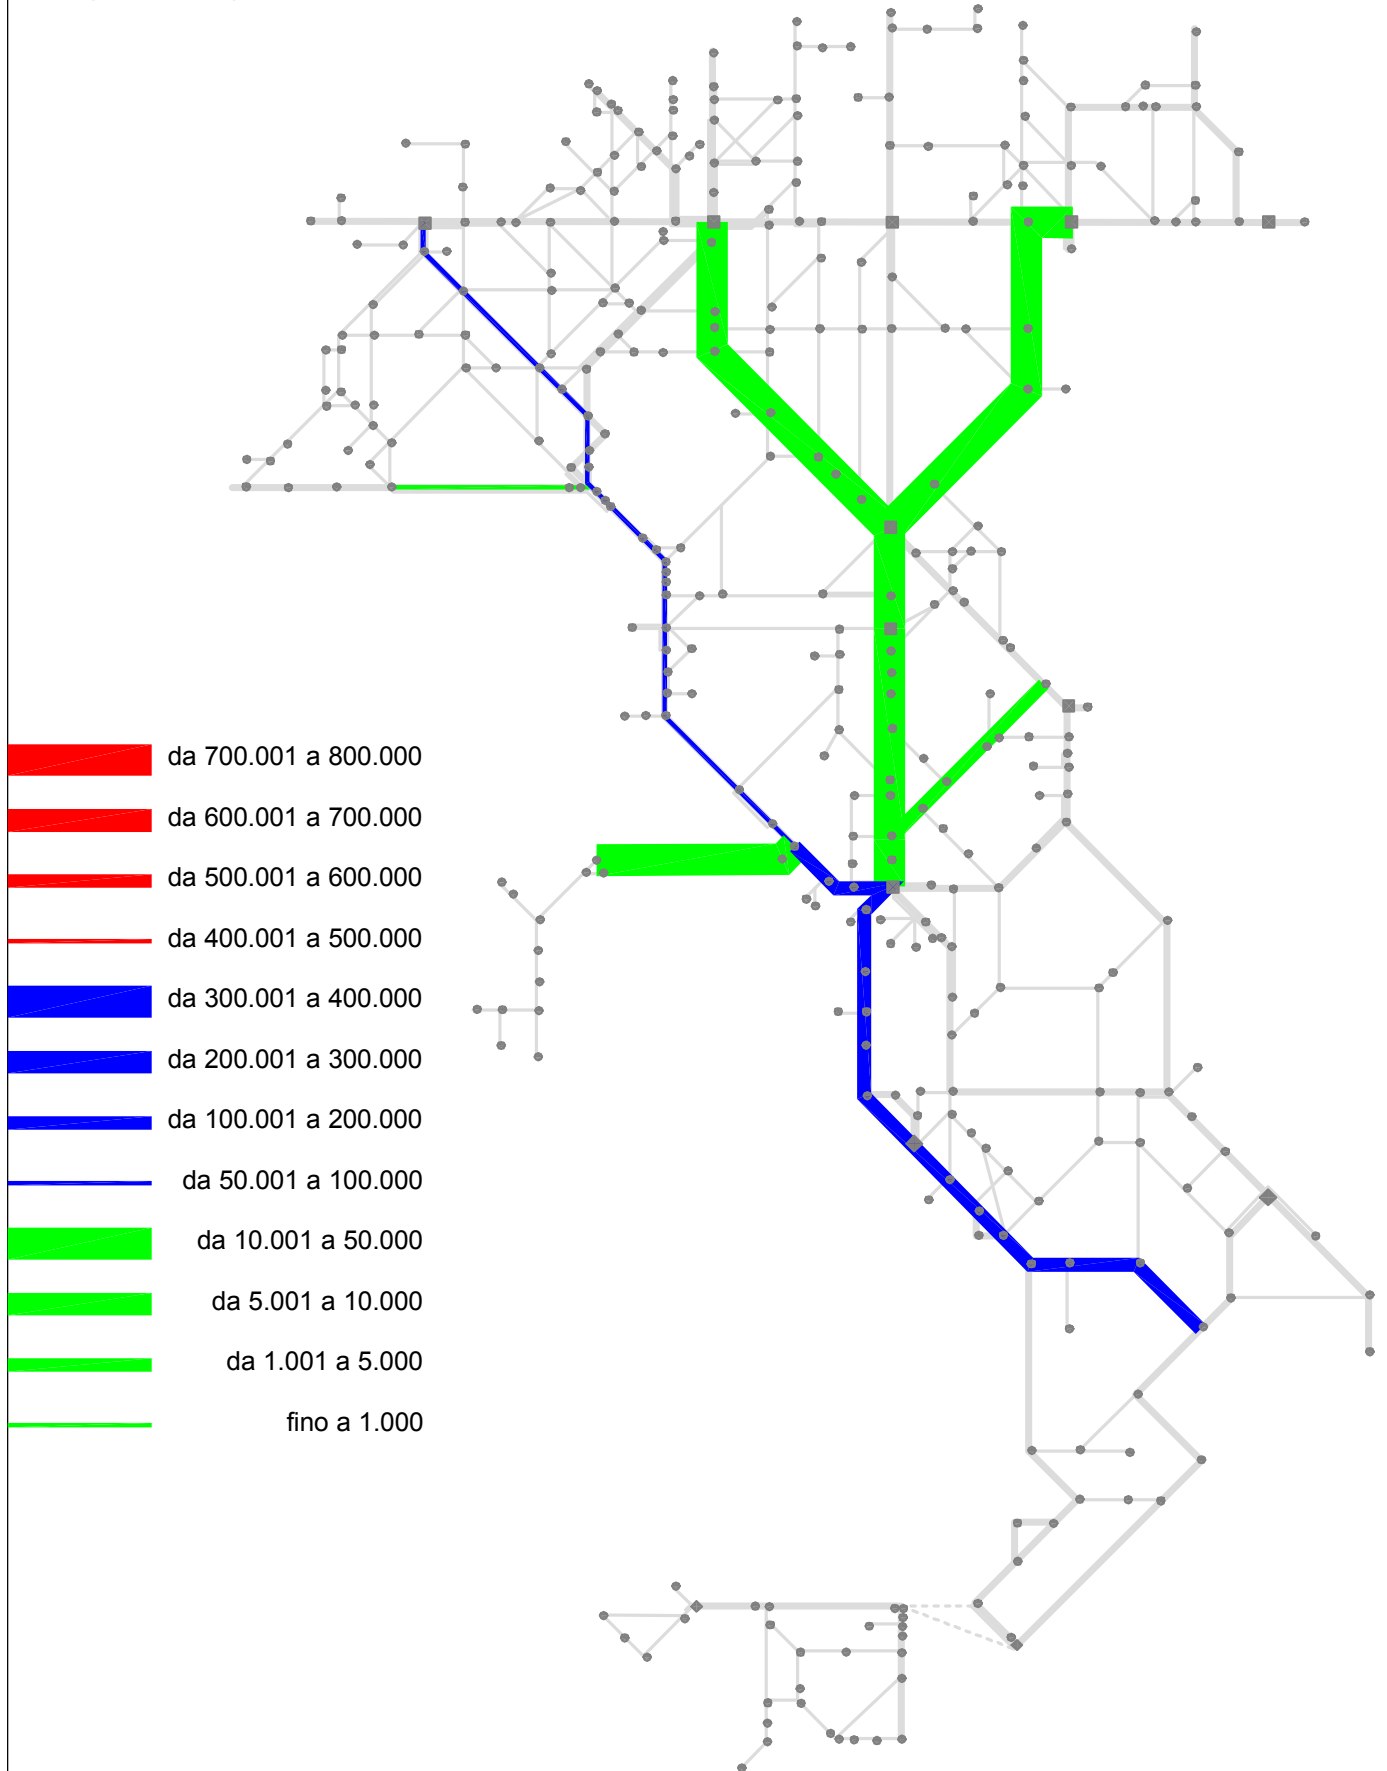 da 700.001 a 800.000
da 600.001 a 700.000
da 500.001 a 600.000
da 400.001 a 500.000
da 300.001 a 400.000
da 200.001 a 300.000
da 100.001 a 200.000
da 50.001 a 100.000
da 10.001 a 50.000
da 5.001 a 10.000
da 1.001 a 5.000
fino a 1.000